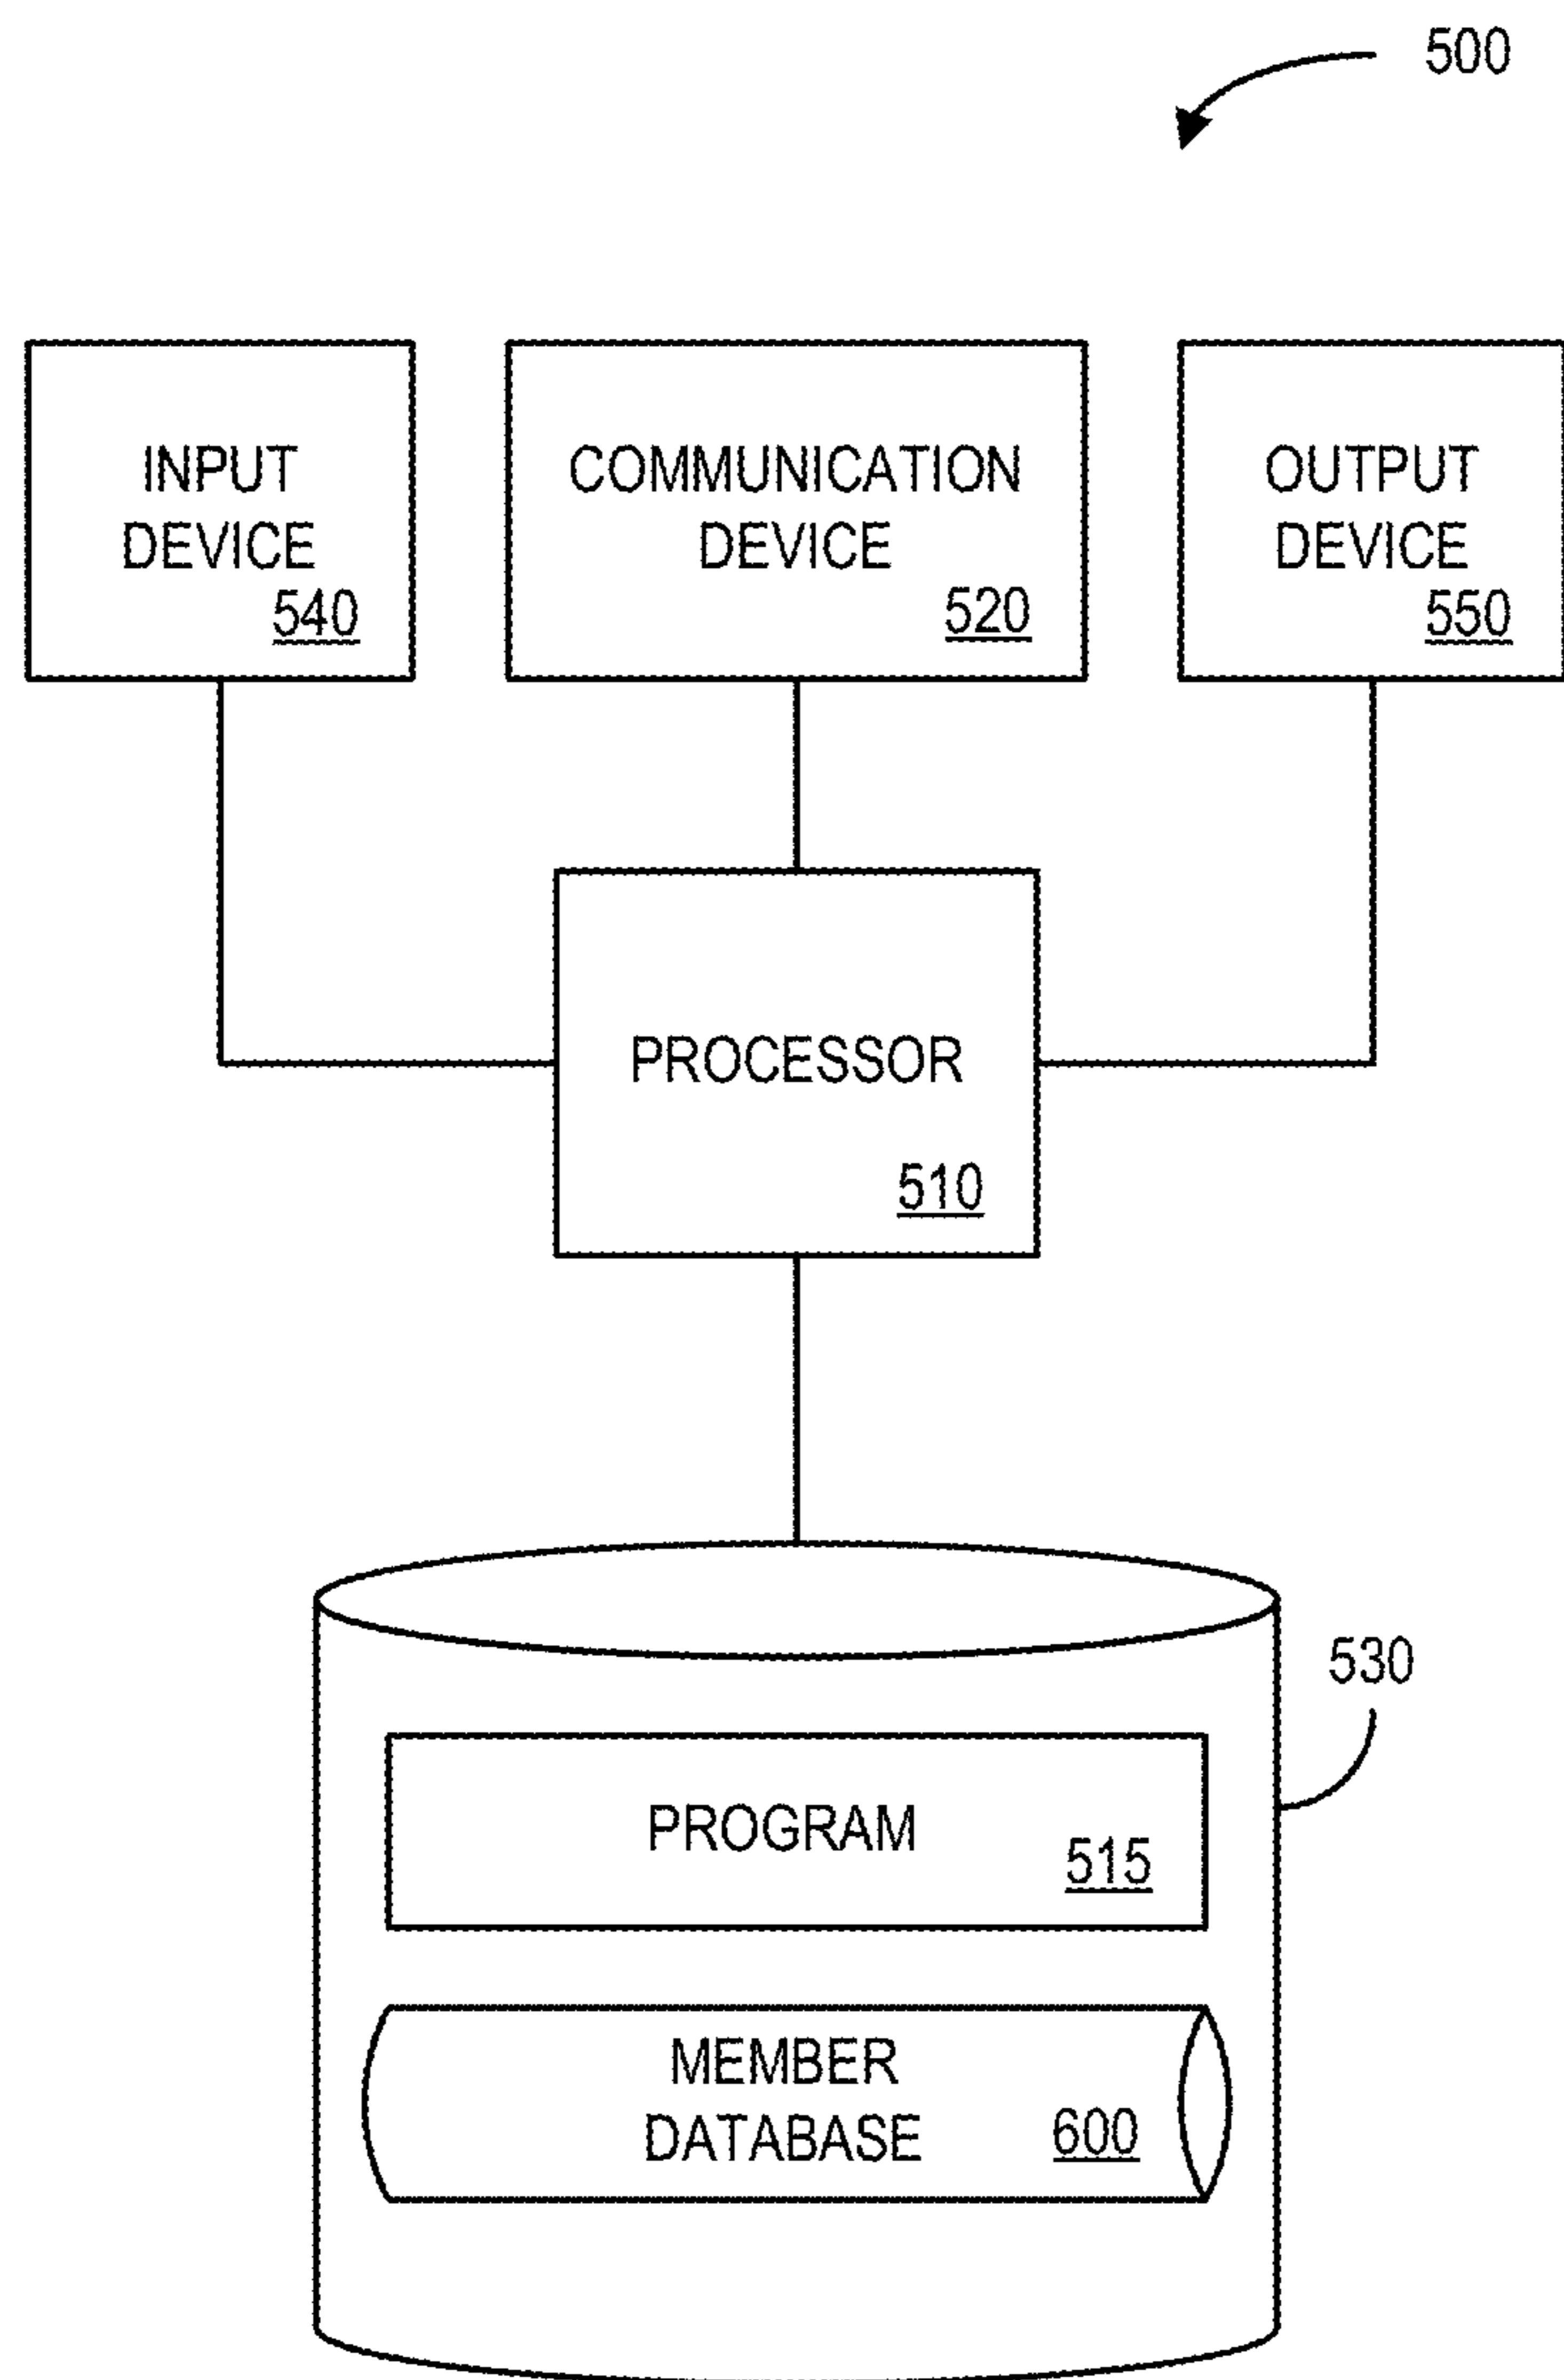 500
INPUT
DEVICE
540
COMMUNICATION
DEVICE
520
OUTPUT
DEVICE
550
PROCESSOR
510
530
PROGRAM
515
MEMBER
DATABASE
600